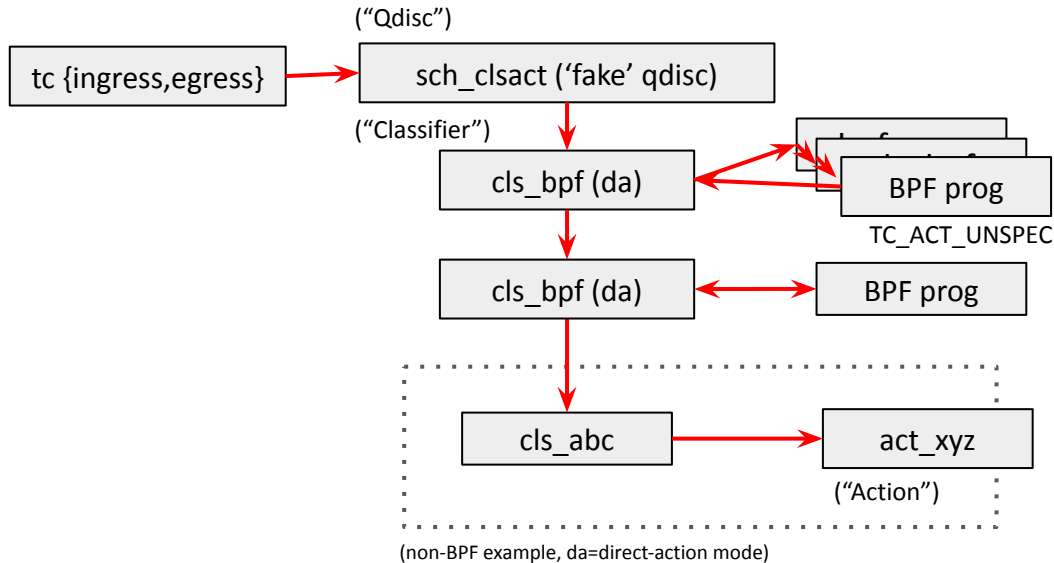 (“Qdisc”)
tc {ingress,egress}
sch_clsact (‘fake’ qdisc)
(“Classifier”)
cls_bpf (da)
BPF prog
TC_ACT_UNSPEC
cls_bpf (da)
BPF prog
cls_abc
act_xyz
(“Action”)
(non-BPF example, da=direct-action mode)